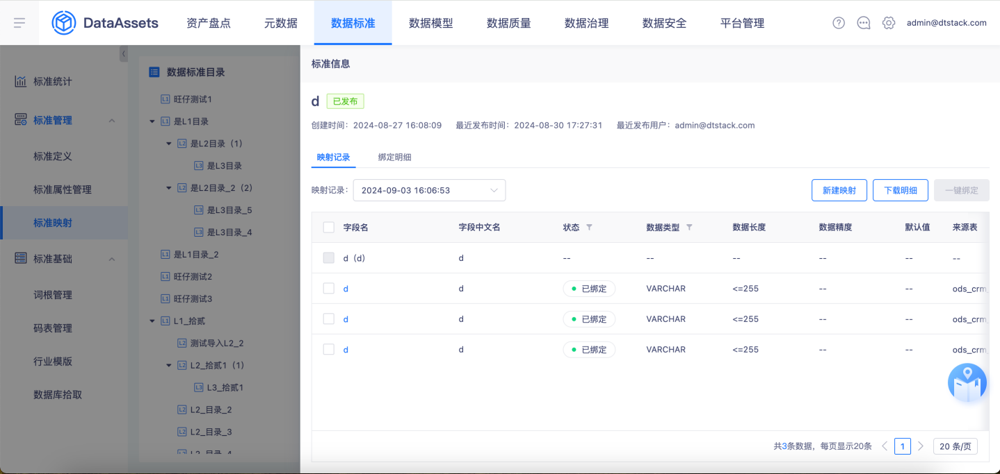 DataAssets 资产盘点 元数据 数据标准 数据模型 数据质量 数据治理 数据安全 平台管理 admin@dtstack.com
标准统计
标准管理
标准定义
标准属性管理
标准映射
标准基础
词根管理
码表管理
行业模版
数据库拾取
数据标准目录
L1 旺仔测试1
L1 是L1目录
L2 是L2目录（1）
L3 是L3目录
L2 是L2目录_2（2）
L3 是L3目录_5
L3 是L3目录_4
L1 是L1目录_2
L1 旺仔测试2
L1 旺仔测试3
L1 L1_拾贰
L2 测试导入L2_2
L2 L2_拾贰1（1）
L3 L3_拾贰1
L2 L2_目录_2
L2 L2_目录_3
L2 L2_目录_4
标准信息
d 已发布
创建时间：2024-08-27 16:08:09 最近发布时间：2024-08-30 17:27:31 最近发布用户：admin@dtstack.com
映射记录 绑定明细
映射记录：2024-09-03 16:06:53 新建映射 下载明细 一键绑定
字段名 字段中文名 状态 数据类型 数据长度 数据精度 默认值 来源表
d（d） d -- -- -- -- -- --
d d 已绑定 VARCHAR <=255 -- -- ods_crm_
d d 已绑定 VARCHAR <=255 -- -- ods_crm_
d d 已绑定 VARCHAR <=255 -- -- ods_crm_
共3条数据，每页显示20条 1 20 条/页